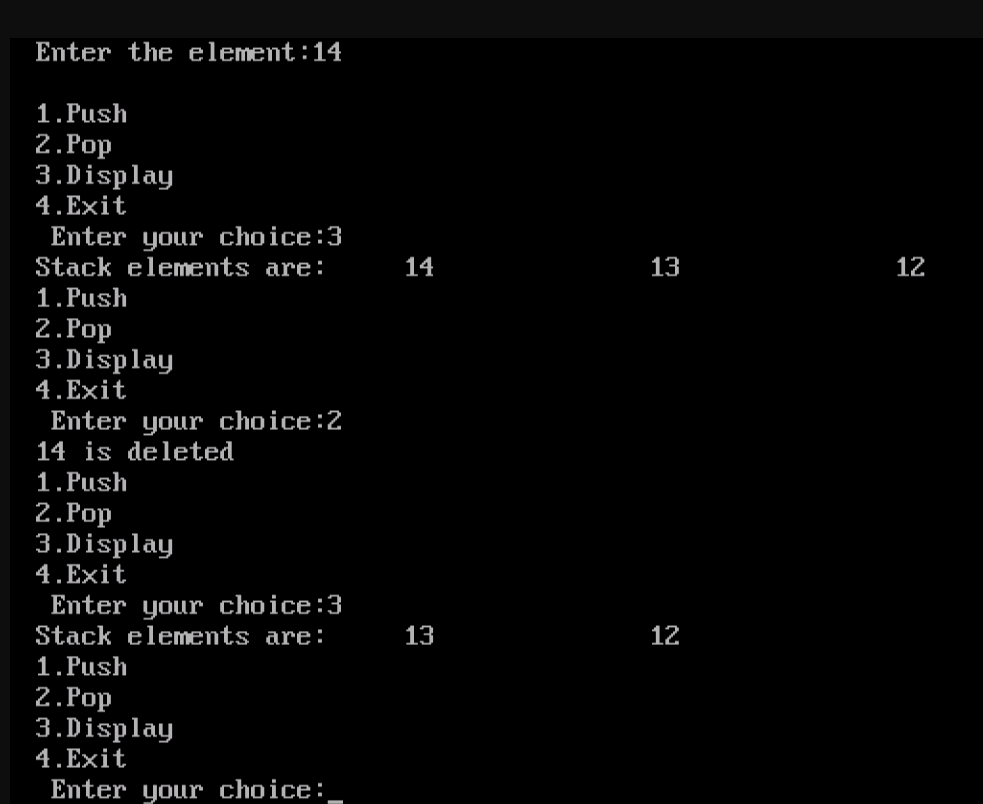 Enter the element:14
1.Push
2.Pop
3.Display
4.Exit
Enter your choice:3
Stack elements are: 14 13 12
1.Push
2.Pop
3.Display
4.Exit
Enter your choice:2
14 is deleted
1.Push
2.Pop
3.Display
4.Exit
Enter your choice:3
Stack elements are: 13 12
1.Push
2.Pop
3.Display
4.Exit
Enter your choice:_